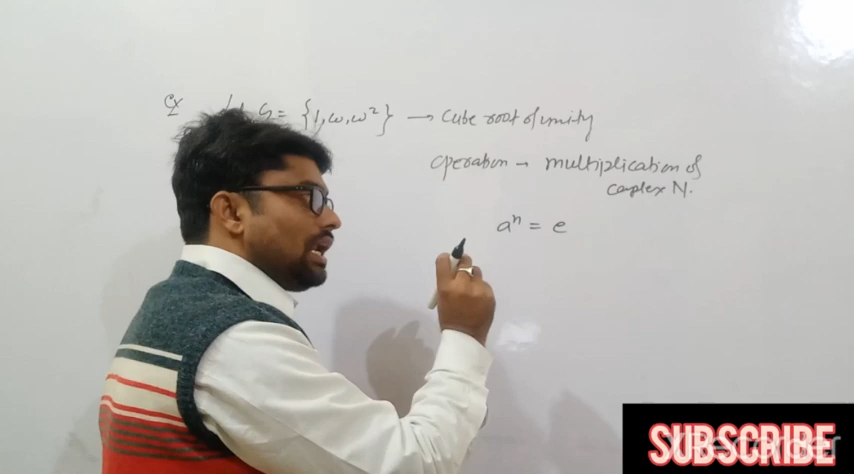 Ex G = {1, ω, ω²} → Cube root of unity
operation → multiplication of
complex N.
aⁿ = e
SUBSCRIBE